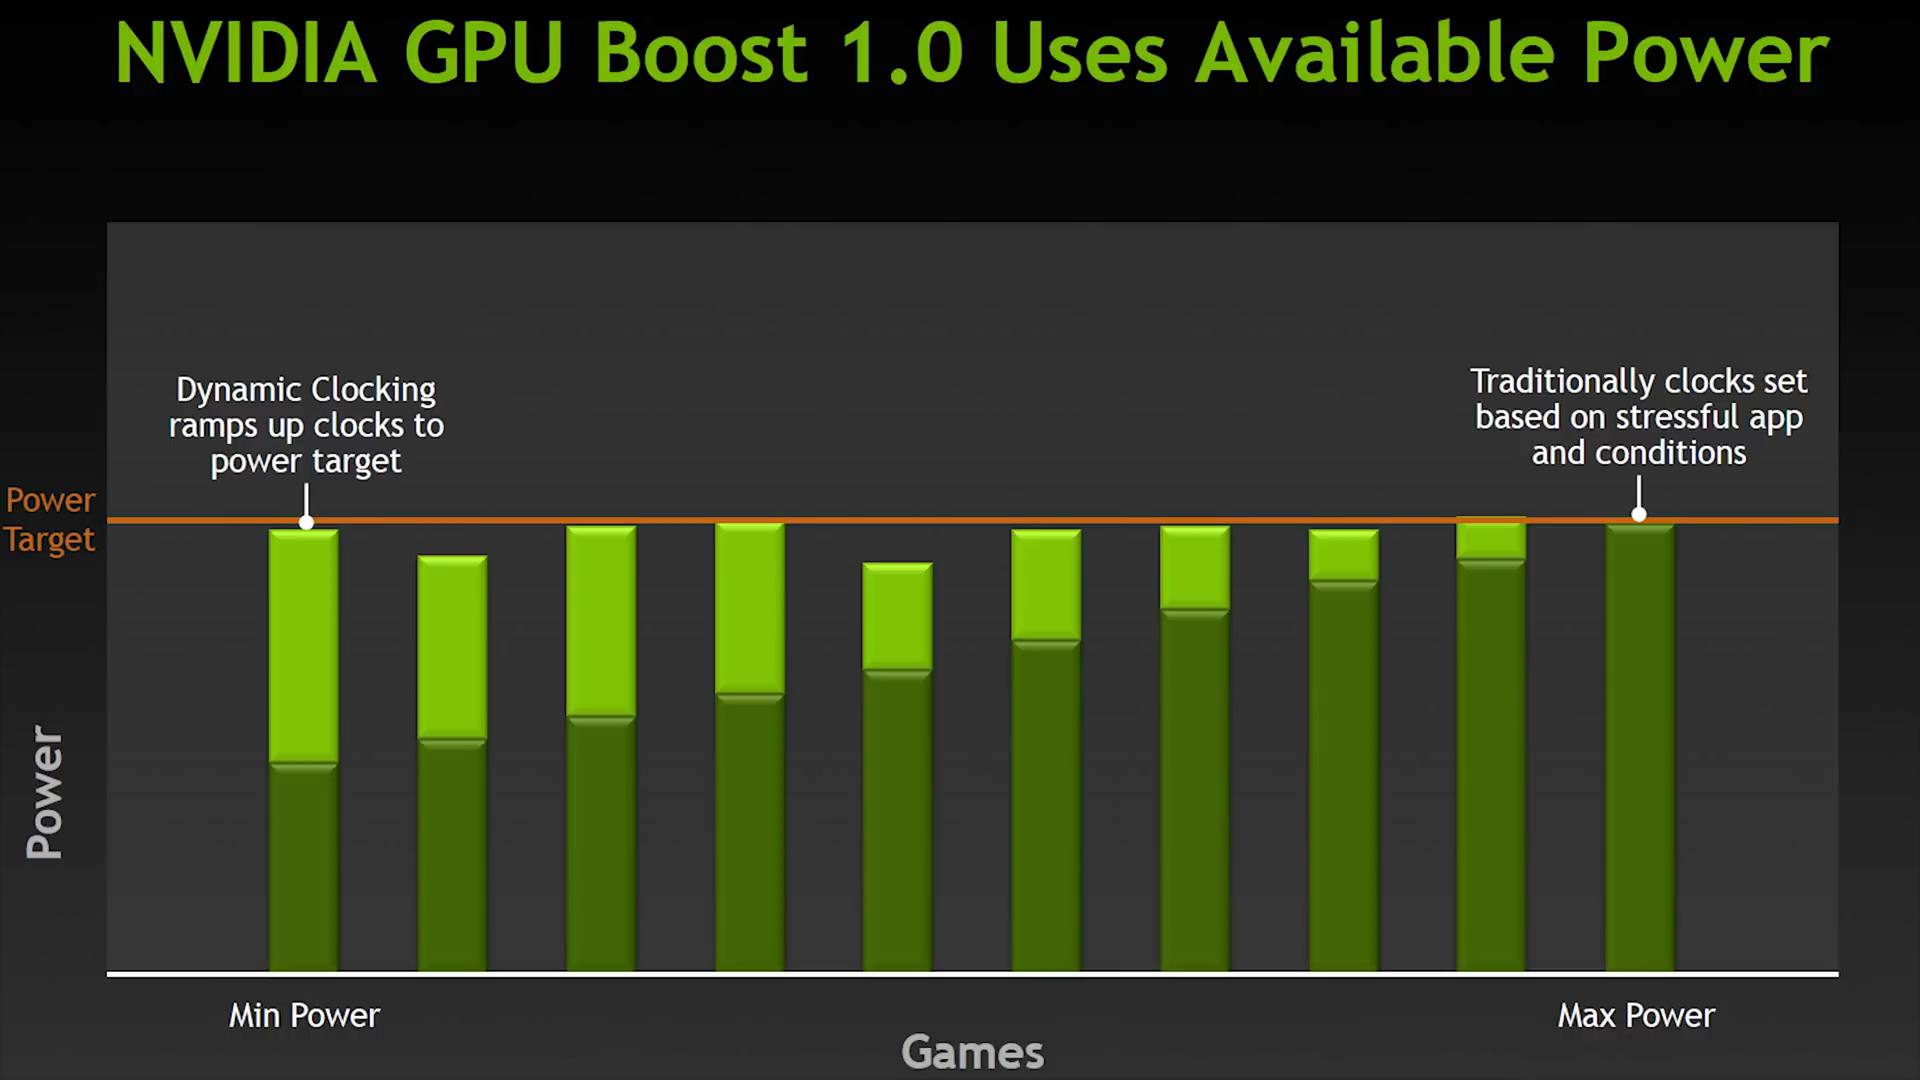 NVIDIA GPU Boost 1.0 Uses Available Power
Dynamic Clocking
ramps up clocks to
power target
Traditionally clocks set
based on stressful app
and conditions
Power
Target
Power
Min Power
Max Power
Games